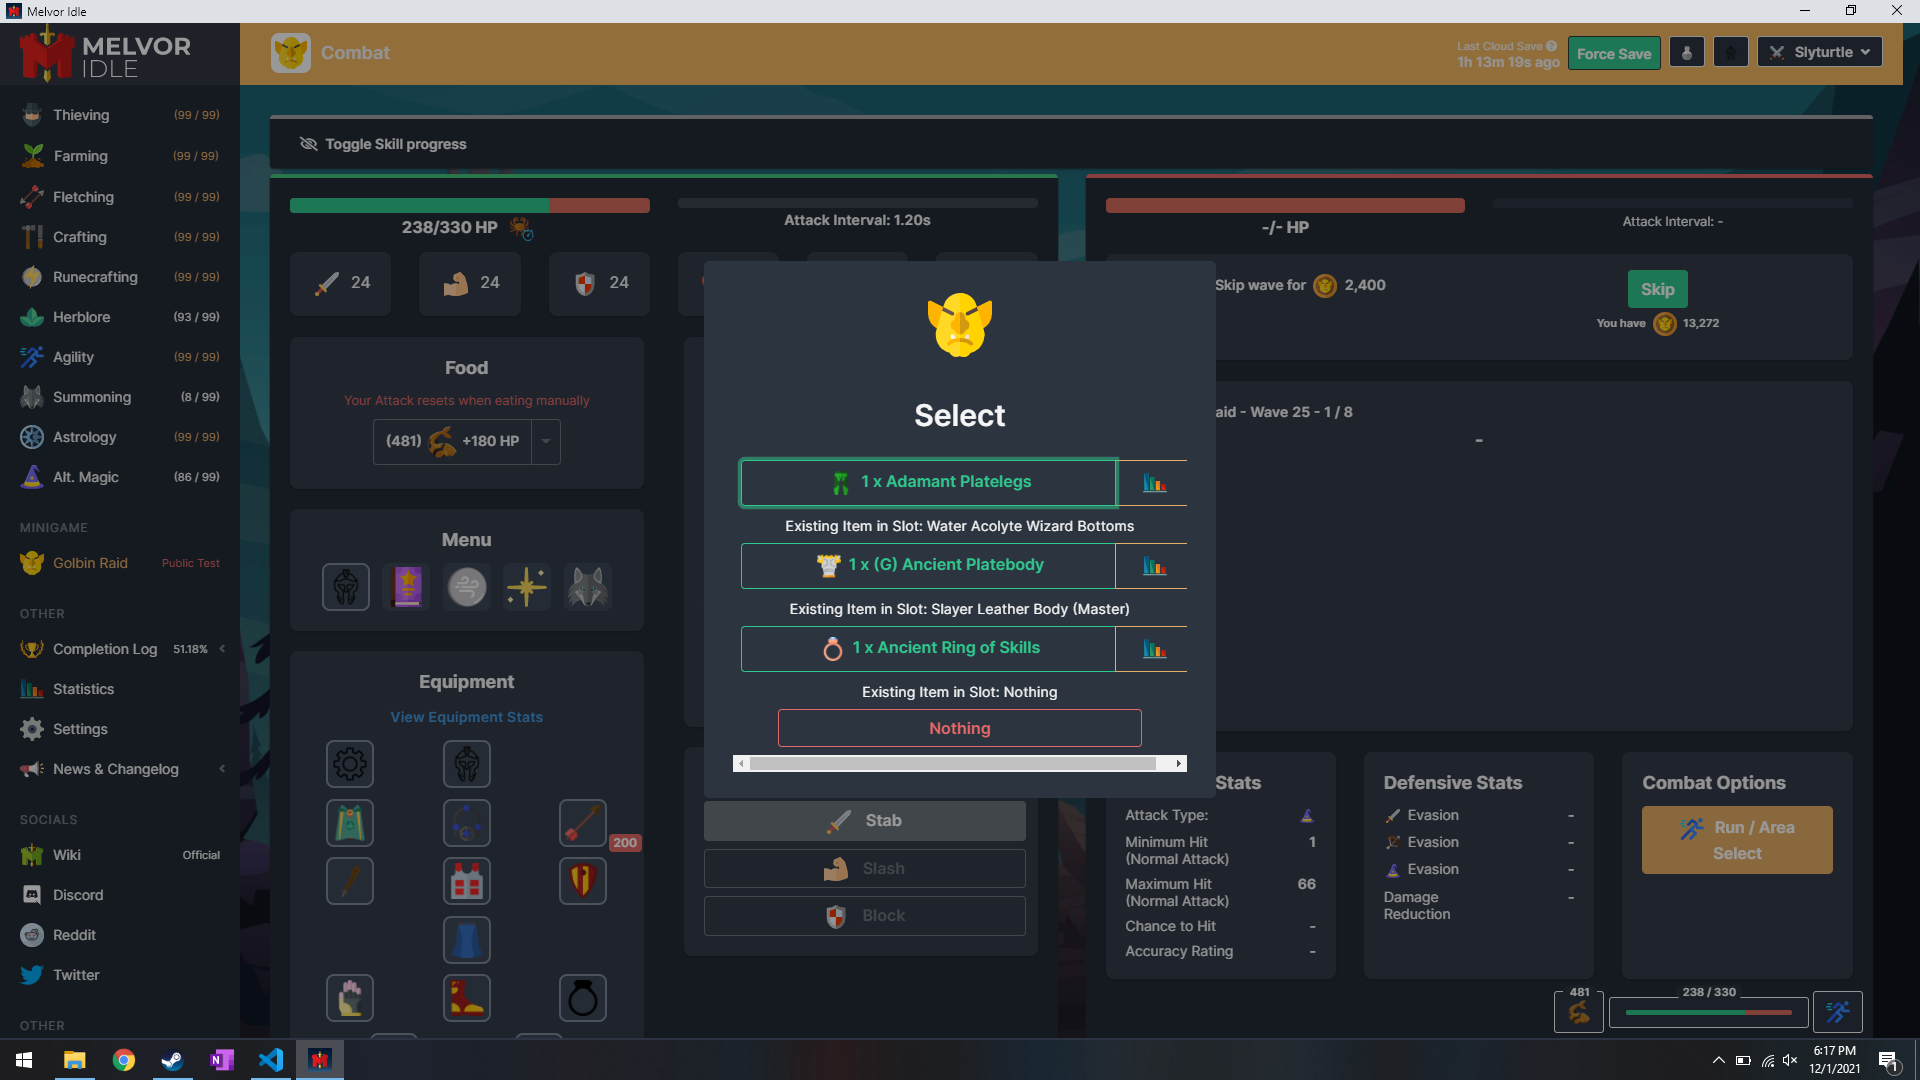 Melvor Idle
MELVOR
IDLE
Combat
Last Cloud Save
1h 13m 19s ago
Force Save
Slyturtle
Thieving (99 / 99)
Farming (99 / 99)
Fletching (99 / 99)
Crafting (99 / 99)
Runecrafting (99 / 99)
Herblore (93 / 99)
Agility (99 / 99)
Summoning (8 / 99)
Astrology (99 / 99)
Alt. Magic (86 / 99)
MINIGAME
Golbin Raid Public Test
OTHER
Completion Log 51.18%
Statistics
Settings
News & Changelog
SOCIALS
Wiki Official
Discord
Reddit
Twitter
OTHER
Toggle Skill progress
238/330 HP
Attack Interval: 1.20s
24
24
24
Food
Your Attack resets when eating manually
(481) +180 HP
Menu
Equipment
View Equipment Stats
200
Select
1 x Adamant Platelegs
Existing Item in Slot: Water Acolyte Wizard Bottoms
1 x (G) Ancient Platebody
Existing Item in Slot: Slayer Leather Body (Master)
1 x Ancient Ring of Skills
Existing Item in Slot: Nothing
Nothing
Stab
Slash
Block
-/- HP
Attack Interval: -
Skip wave for 2,400
Skip
You have 13,272
aid - Wave 25 - 1 / 8
-
Stats
Attack Type:
Minimum Hit
(Normal Attack) 1
Maximum Hit
(Normal Attack) 66
Chance to Hit -
Accuracy Rating -
Defensive Stats
Evasion -
Evasion -
Evasion -
Damage
Reduction -
Combat Options
Run / Area
Select
481
238 / 330
6:17 PM
12/1/2021
1